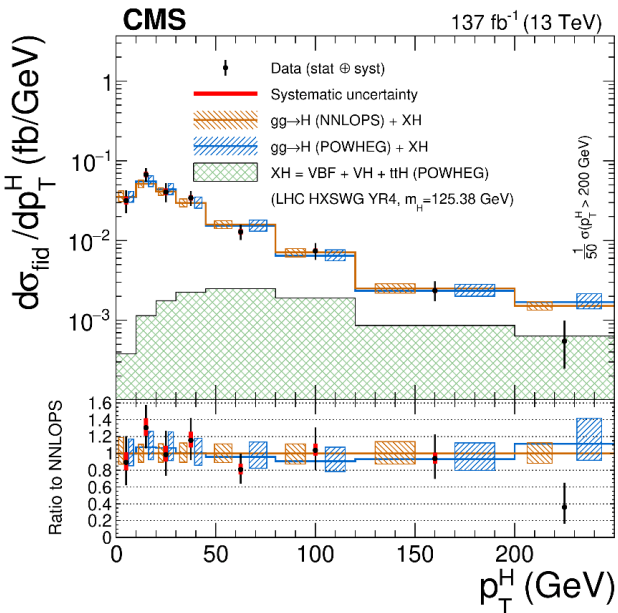 CMS 137 fb⁻¹ (13 TeV)
Data (stat ⊕ syst)
Systematic uncertainty
gg→H (NNLOPS) + XH
gg→H (POWHEG) + XH
XH = VBF + VH + ttH (POWHEG)
(LHC HXSWG YR4, m_H=125.38 GeV)
dσ_fid/dp_T^H (fb/GeV)
1
10⁻¹
10⁻²
10⁻³
1/50 σ(p_T^H > 200 GeV)
Ratio to NNLOPS
1.6
1.4
1.2
1
0.8
0.6
0.4
0.2
0
0 50 100 150 200 250
p_T^H (GeV)